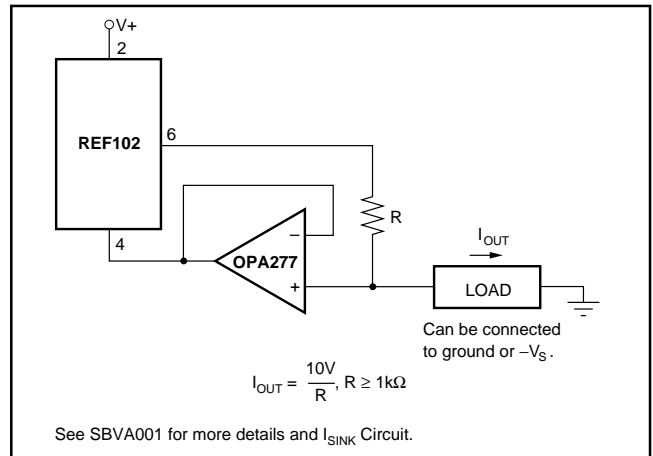 V+
2
REF102
6
4
–
OPA277
+
R
I_OUT
LOAD
Can be connected
to ground or –V_S.
I_OUT = 10V/R, R ≥ 1kΩ
See SBVA001 for more details and I_SINK Circuit.